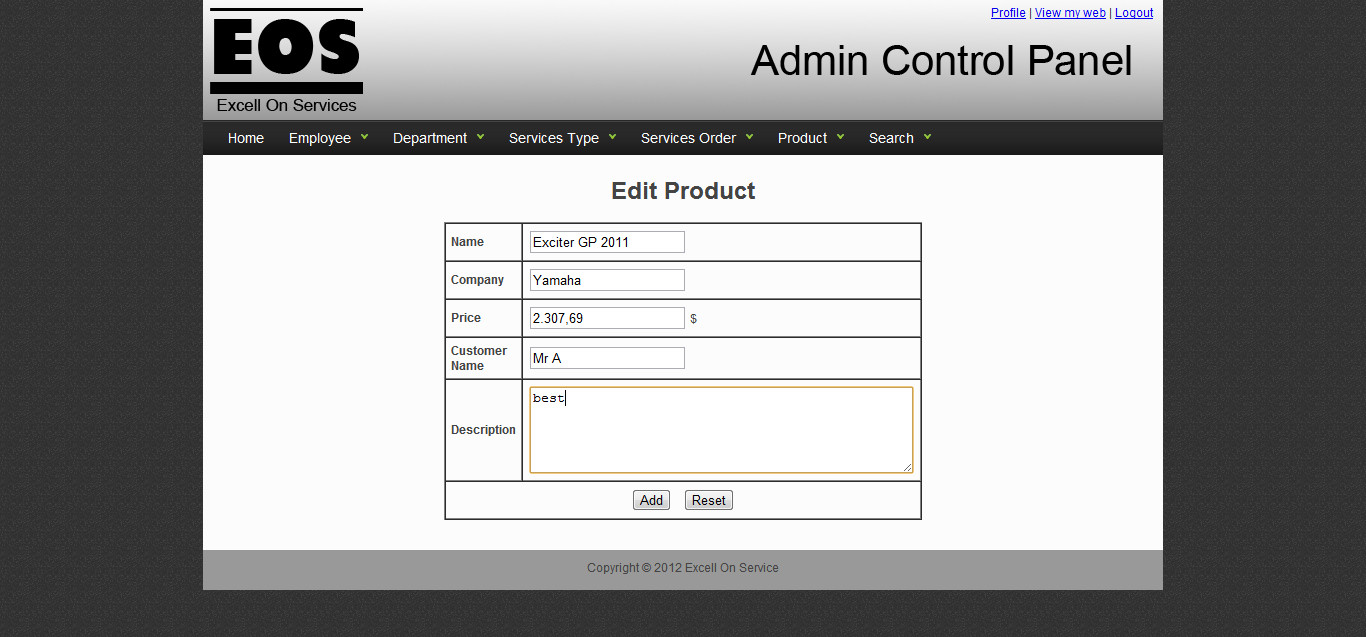 EOS
Excell On Services
Profile | View my web | Logout
Admin Control Panel
Home Employee Department Services Type Services Order Product Search
Edit Product
Name Exciter GP 2011
Company Yamaha
Price 2.307,69 $
Customer Name Mr A
Description best
Add Reset
Copyright © 2012 Excell On Service